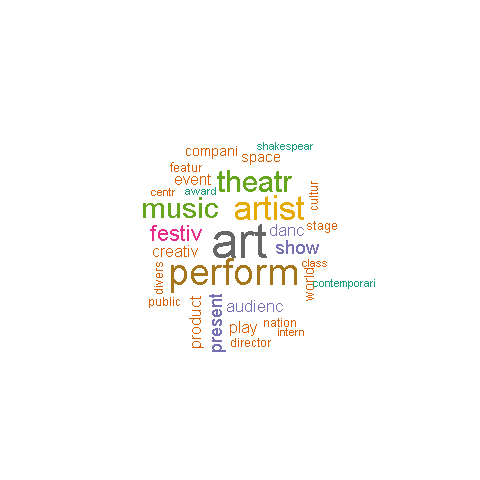 shakespear
compani
space
featur
event
theatr
centr
award
cultur
music
artist
festiv
art
danc
stage
creativ
show
perform
class
divers
world
contemporari
public
product
present
audienc
play
nation
intern
director